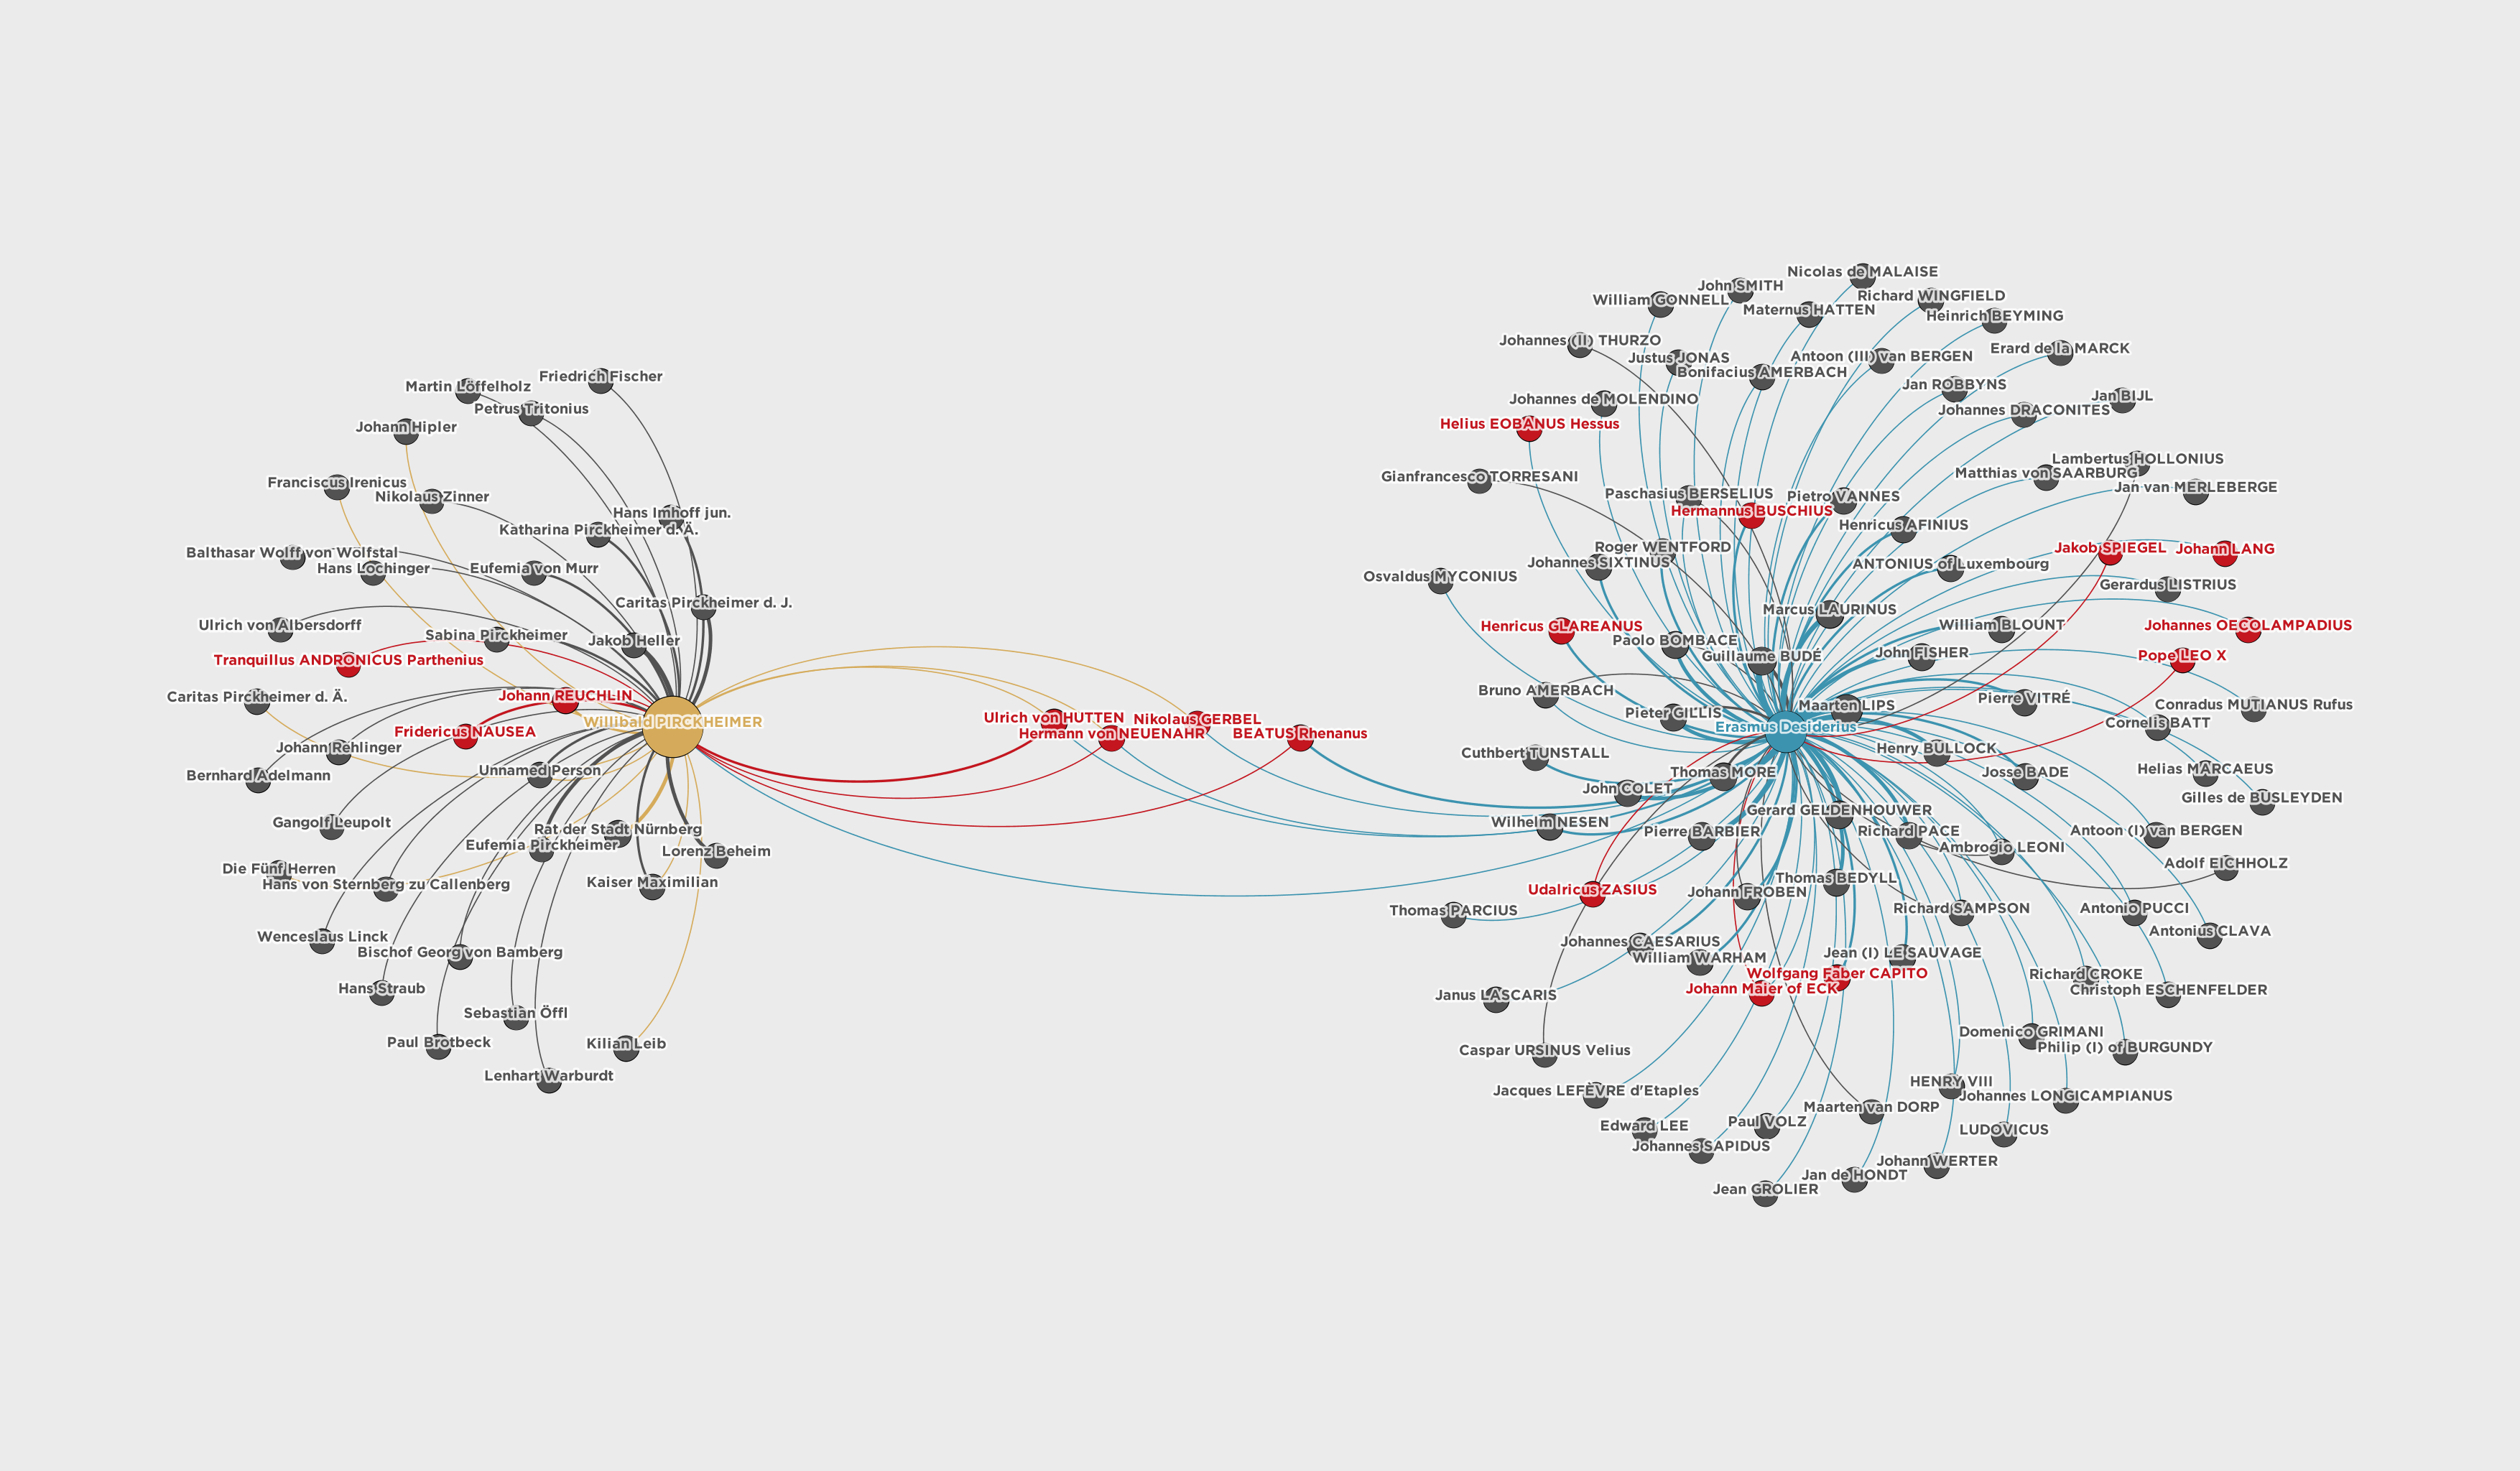 Friedrich Fischer
Martin Löffelholz
Petrus Tritonius
Johann Hipler
Franciscus Irenicus
Nikolaus Zinner
Hans Imhoff jun.
Katharina Pirckheimer d. Ä.
Balthasar Wolff von Wolfstal
Hans Lochinger
Eufemia von Murr
Caritas Pirckheimer d. J.
Ulrich von Albersdorff
Sabina Pirckheimer
Jakob Heller
Tranquillus ANDRONICUS Parthenius
Caritas Pirckheimer d. Ä.
Johann REUCHLIN
Willibald PIRCKHEIMER
Fridericus NAUSEA
Johann Rehlinger
Bernhard Adelmann
Unnamed Person
Gangolf Leupolt
Rat der Stadt Nürnberg
Eufemia Pirckheimer
Lorenz Beheim
Die Fünf Herren
Hans von Sternberg zu Callenberg
Kaiser Maximilian
Wenceslaus Linck
Bischof Georg von Bamberg
Hans Straub
Sebastian Öffl
Paul Brotbeck
Kilian Leib
Lenhart Warburdt
Ulrich von HUTTEN
Nikolaus GERBEL
Hermann von NEUENAHR
BEATUS Rhenanus
Nicolas de MALAISE
John SMITH
William GONNELL
Richard WINGFIELD
Maternus HATTEN
Heinrich BEYMING
Johannes (II) THURZO
Erard de la MARCK
Justus JONAS
Antoon (III) van BERGEN
Bonifacius AMERBACH
Jan ROBBYNS
Jan BIJL
Johannes de MOLENDINO
Johannes DRACONITES
Helius EOBANUS Hessus
Lambertus HOLLONIUS
Gianfrancesco TORRESANI
Matthias von SAARBURG
Jan van MERLEBERGE
Paschasius BERSELIUS
Pietro VANNES
Hermannus BUSCHIUS
Henricus AFINIUS
Roger WENTFORD
Jakob SPIEGEL
Johann LANG
Johannes SIXTINUS
ANTONIUS of Luxembourg
Osvaldus MYCONIUS
Gerardus LISTRIUS
Marcus LAURINUS
Henricus GLAREANUS
William BLOUNT
Johannes OECOLAMPADIUS
Paolo BOMBACE
Guillaume BUDÉ
John FISHER
Pope LEO X
Bruno AMERBACH
Pierre VITRÉ
Maarten LIPS
Conradus MUTIANUS Rufus
Pieter GILLIS
Cornelis BATT
Erasmus Desiderius
Cuthbert TUNSTALL
Henry BULLOCK
Thomas MORE
Josse BADE
Helias MARCAEUS
John COLET
Gilles de BUSLEYDEN
Gerard GELDENHOUWER
Wilhelm NESEN
Pierre BARBIER
Richard PACE
Antoon (I) van BERGEN
Ambrogio LEONI
Adolf EICHHOLZ
Thomas BEDYLL
Udalricus ZASIUS
Johann FROBEN
Thomas PARCIUS
Richard SAMPSON
Antonio PUCCI
Antonius CLAVA
Johannes CAESARIUS
William WARHAM
Jean (I) LE SAUVAGE
Wolfgang Faber CAPITO
Richard CROKE
Johann Maier of ECK
Christoph ESCHENFELDER
Janus LASCARIS
Domenico GRIMANI
Caspar URSINUS Velius
Philip (I) of BURGUNDY
HENRY VIII
Jacques LEFÈVRE d'Etaples
Johannes LONGICAMPIANUS
Maarten van DORP
Edward LEE
Paul VOLZ
LUDOVICUS
Johannes SAPIDUS
Johann WERTER
Jan de HONDT
Jean GROLIER